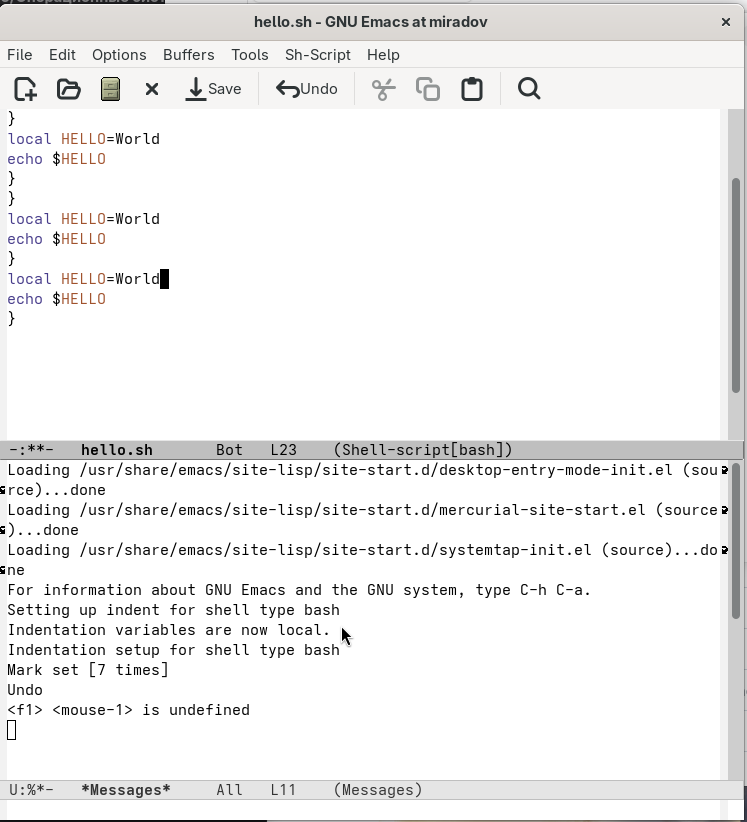 hello.sh - GNU Emacs at miradov
File Edit Options Buffers Tools Sh-Script Help
Save Undo
}
local HELLO=World
echo $HELLO
}
}
local HELLO=World
echo $HELLO
}
local HELLO=World
echo $HELLO
}
-:**-   hello.sh       Bot   L23    (Shell-script[bash])
Loading /usr/share/emacs/site-lisp/site-start.d/desktop-entry-mode-init.el (sou
rce)...done
Loading /usr/share/emacs/site-lisp/site-start.d/mercurial-site-start.el (source
)...done
Loading /usr/share/emacs/site-lisp/site-start.d/systemtap-init.el (source)...do
ne
For information about GNU Emacs and the GNU system, type C-h C-a.
Setting up indent for shell type bash
Indentation variables are now local.
Indentation setup for shell type bash
Mark set [7 times]
Undo
<f1> <mouse-1> is undefined
U:%*-   *Messages*     All   L11    (Messages)